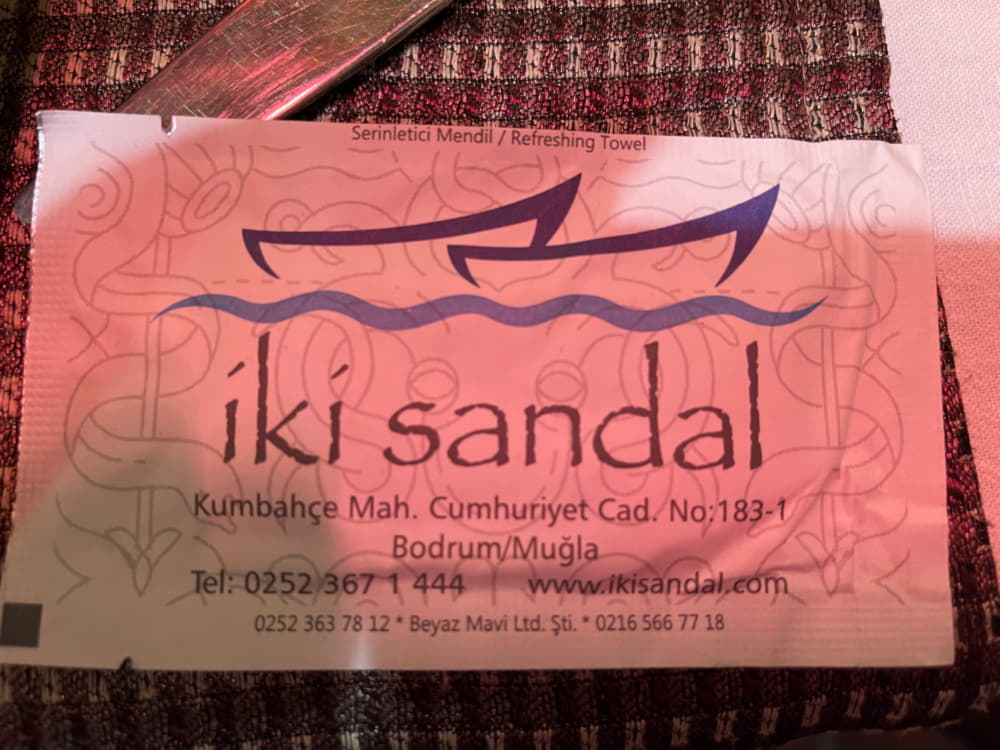 Serinletici Mendil / Refreshing Towel
iki sandal
Kumbahçe Mah. Cumhuriyet Cad. No:183-1
Bodrum/Muğla
Tel: 0252 367 1 444 www.ikisandal.com
0252 363 78 12 * Beyaz Mavi Ltd. Şti. * 0216 566 77 18